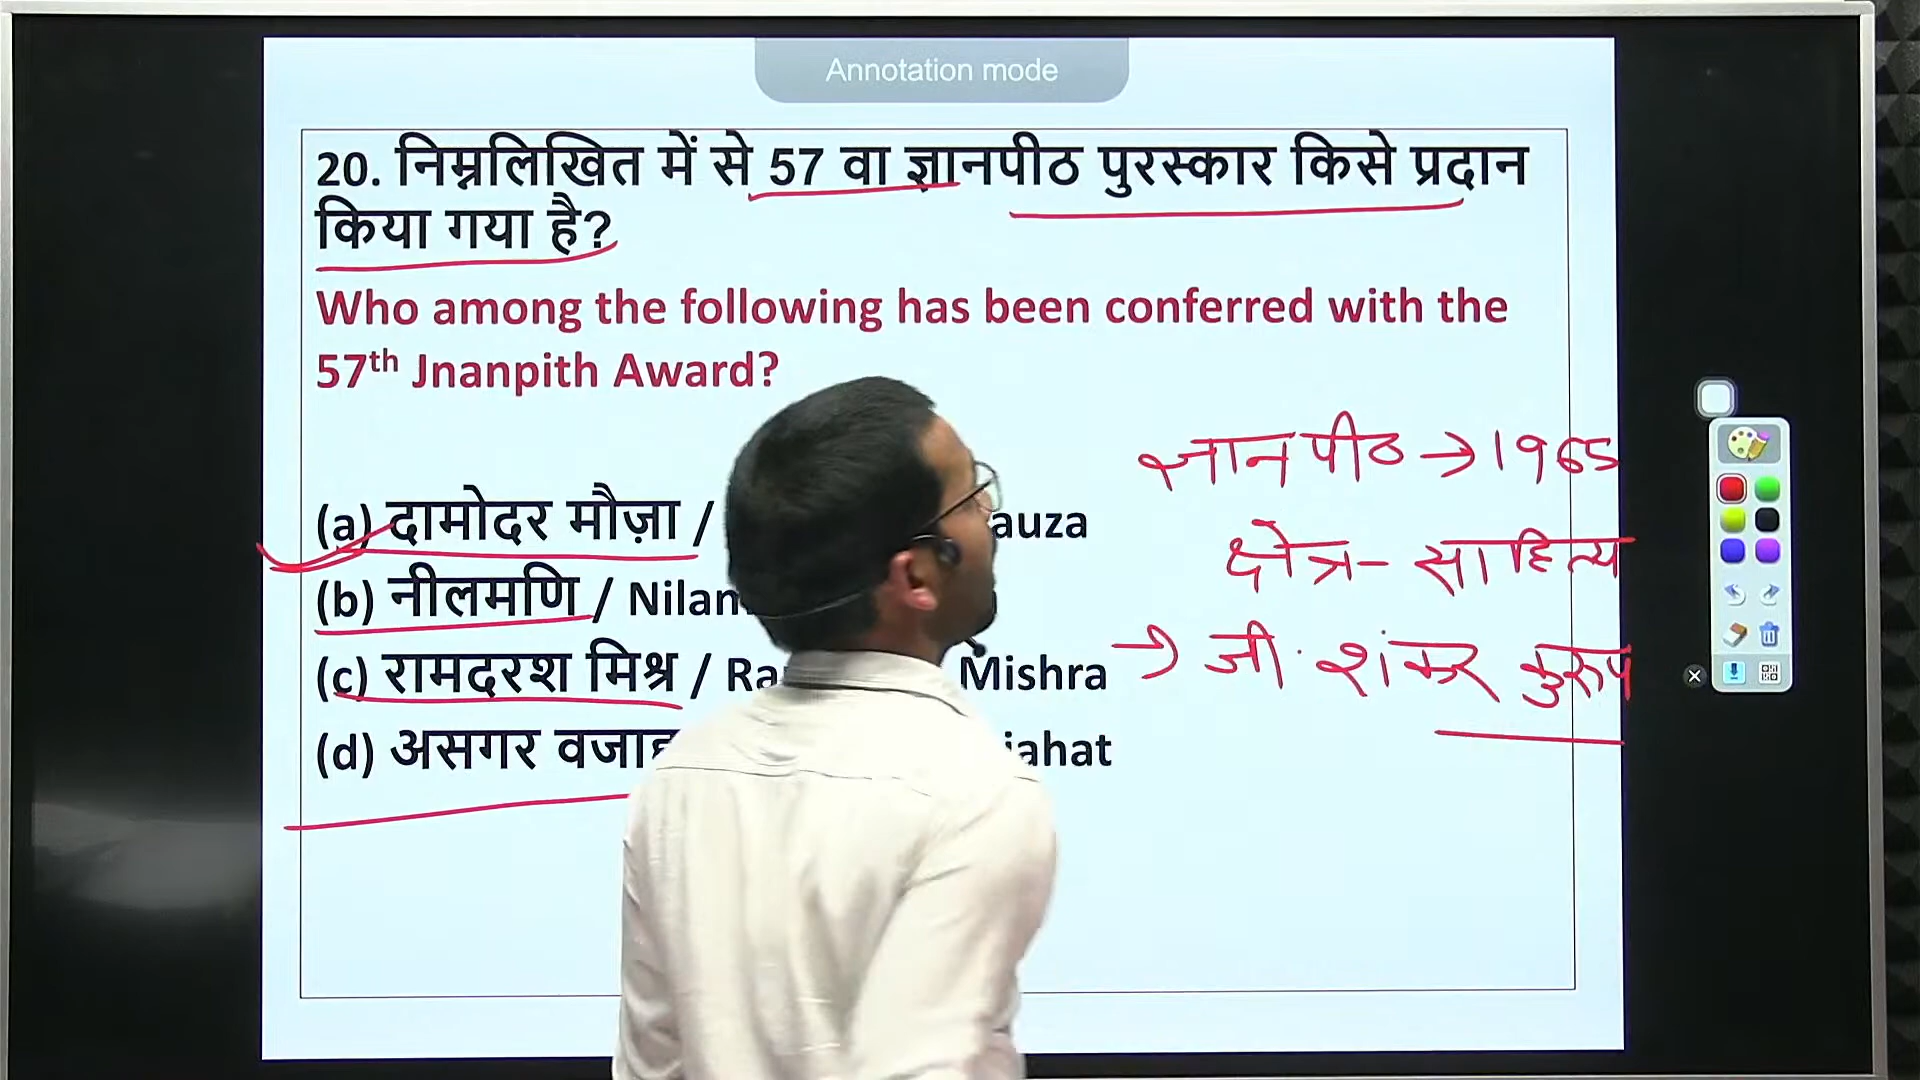 Annotation mode
20. निम्नलिखित में से 57 वा ज्ञानपीठ पुरस्कार किसे प्रदान
किया गया है?
Who among the following has been conferred with the
57th Jnanpith Award?
ज्ञानपीठ → 1965
(a) दामोदर मौज़ा / auza
क्षेत्र - साहित्य
(b) नीलमणि / Nilan
→ जी. शंकर कुरूप
(c) रामदरश मिश्र / Ra Mishra
(d) असगर वजाह jahat